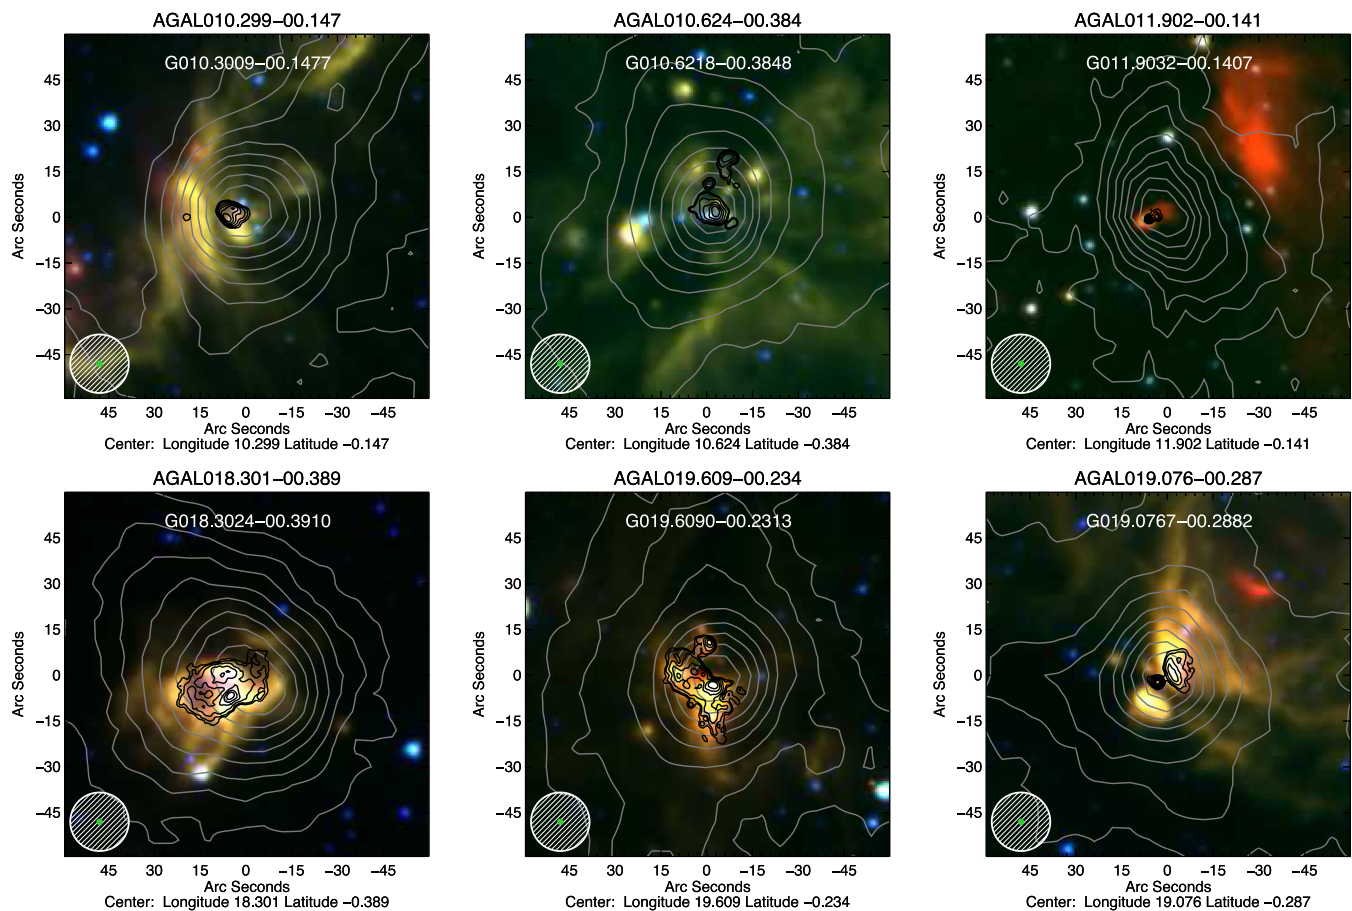 AGAL010.299−00.147
G010.3009−00.1477
Arc Seconds
45
30
15
0
−15
−30
−45
45 30 15 0 −15 −30 −45
Arc Seconds
Center: Longitude 10.299 Latitude −0.147
AGAL010.624−00.384
G010.6218−00.3848
Arc Seconds
45
30
15
0
−15
−30
−45
45 30 15 0 −15 −30 −45
Arc Seconds
Center: Longitude 10.624 Latitude −0.384
AGAL011.902−00.141
G011.9032−00.1407
Arc Seconds
45
30
15
0
−15
−30
−45
45 30 15 0 −15 −30 −45
Arc Seconds
Center: Longitude 11.902 Latitude −0.141
AGAL018.301−00.389
G018.3024−00.3910
Arc Seconds
45
30
15
0
−15
−30
−45
45 30 15 0 −15 −30 −45
Arc Seconds
Center: Longitude 18.301 Latitude −0.389
AGAL019.609−00.234
G019.6090−00.2313
Arc Seconds
45
30
15
0
−15
−30
−45
45 30 15 0 −15 −30 −45
Arc Seconds
Center: Longitude 19.609 Latitude −0.234
AGAL019.076−00.287
G019.0767−00.2882
Arc Seconds
45
30
15
0
−15
−30
−45
45 30 15 0 −15 −30 −45
Arc Seconds
Center: Longitude 19.076 Latitude −0.287